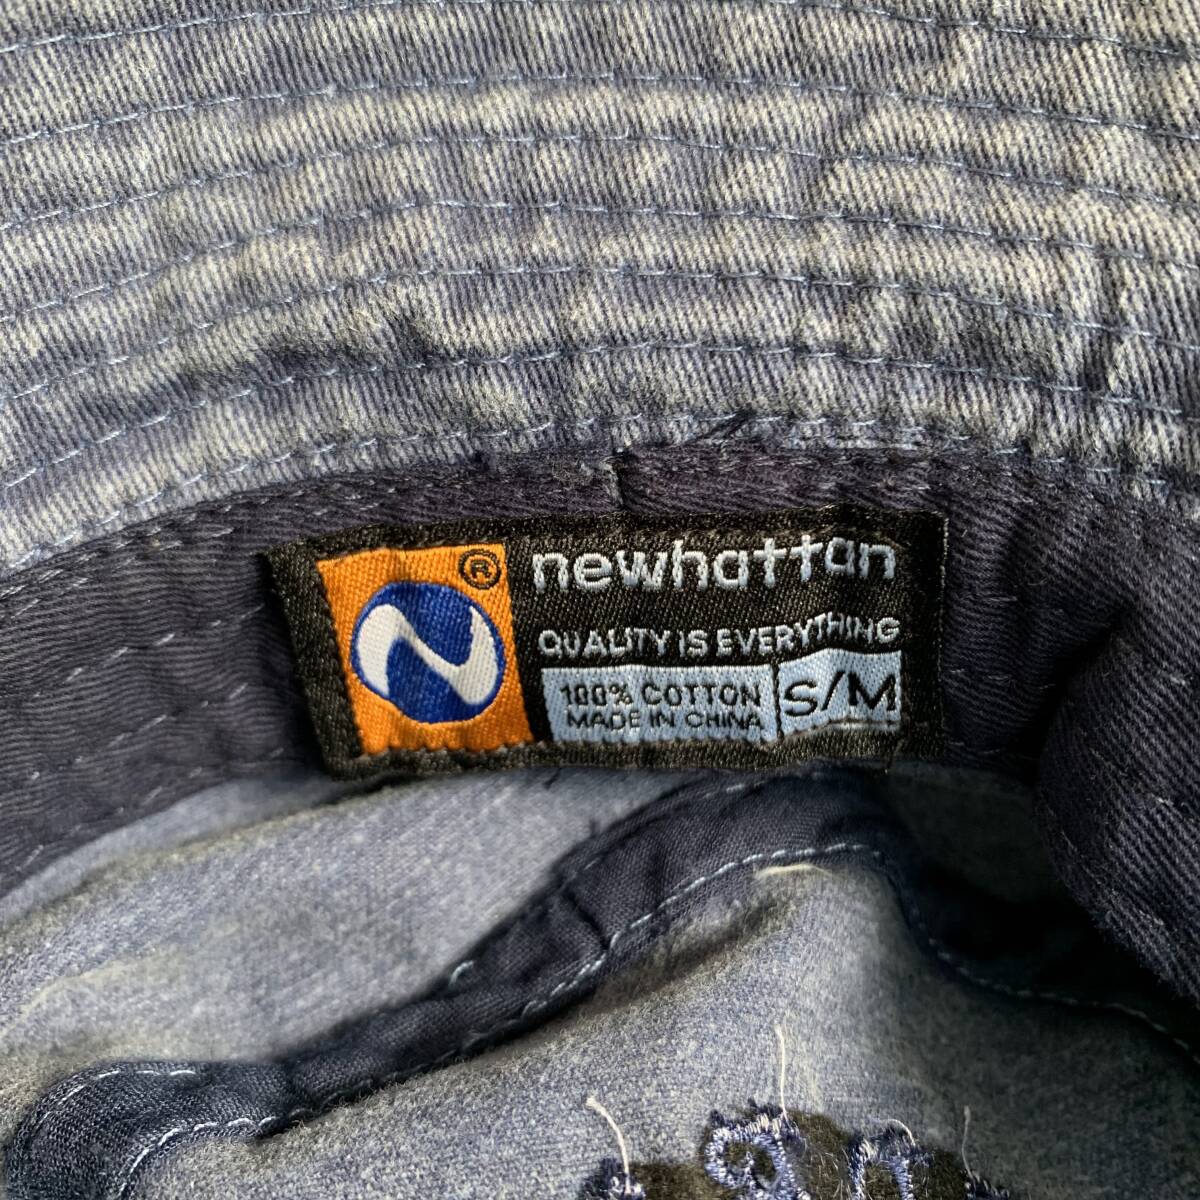 ®
newhattan
QUALITY IS EVERYTHING
100% COTTON
MADE IN CHINA
S/M